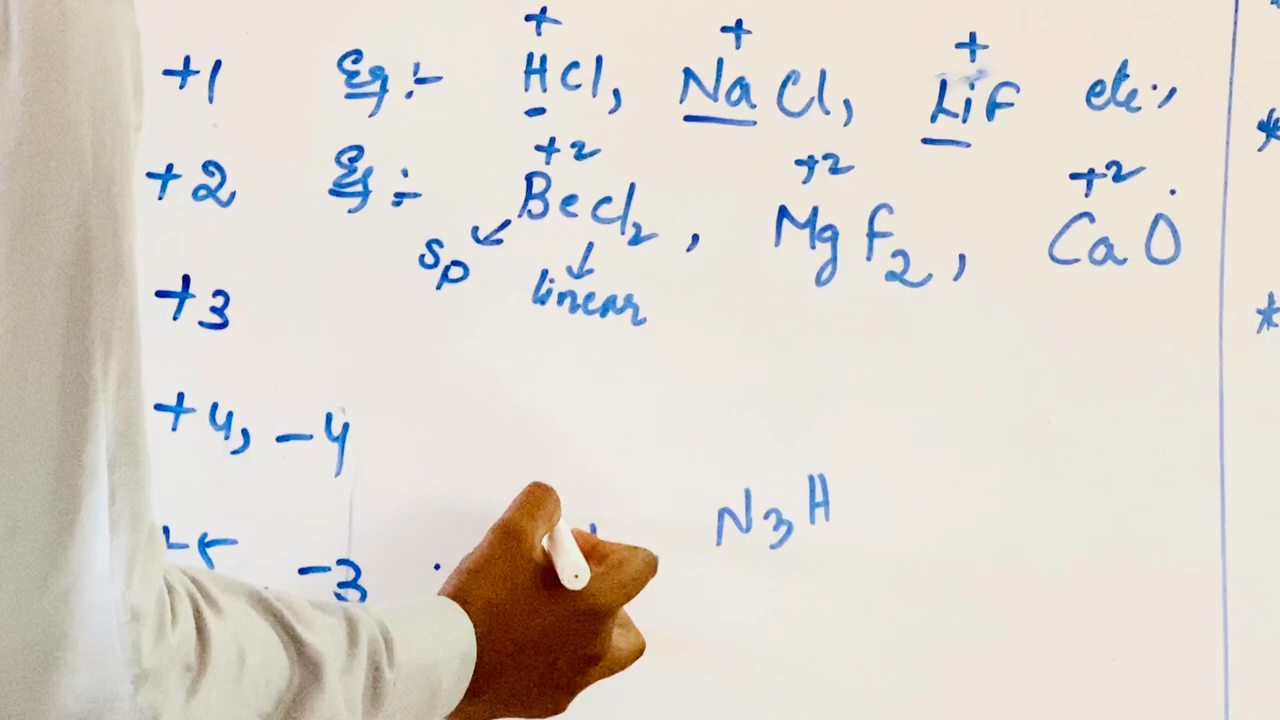 + + +
+1 Eg :- HCl, NaCl, LiF etc.,
+2 +2 +2
+2 Eg :- BeCl2, MgF2, CaO
sp linear
+3
+4, -4
-3 N3H